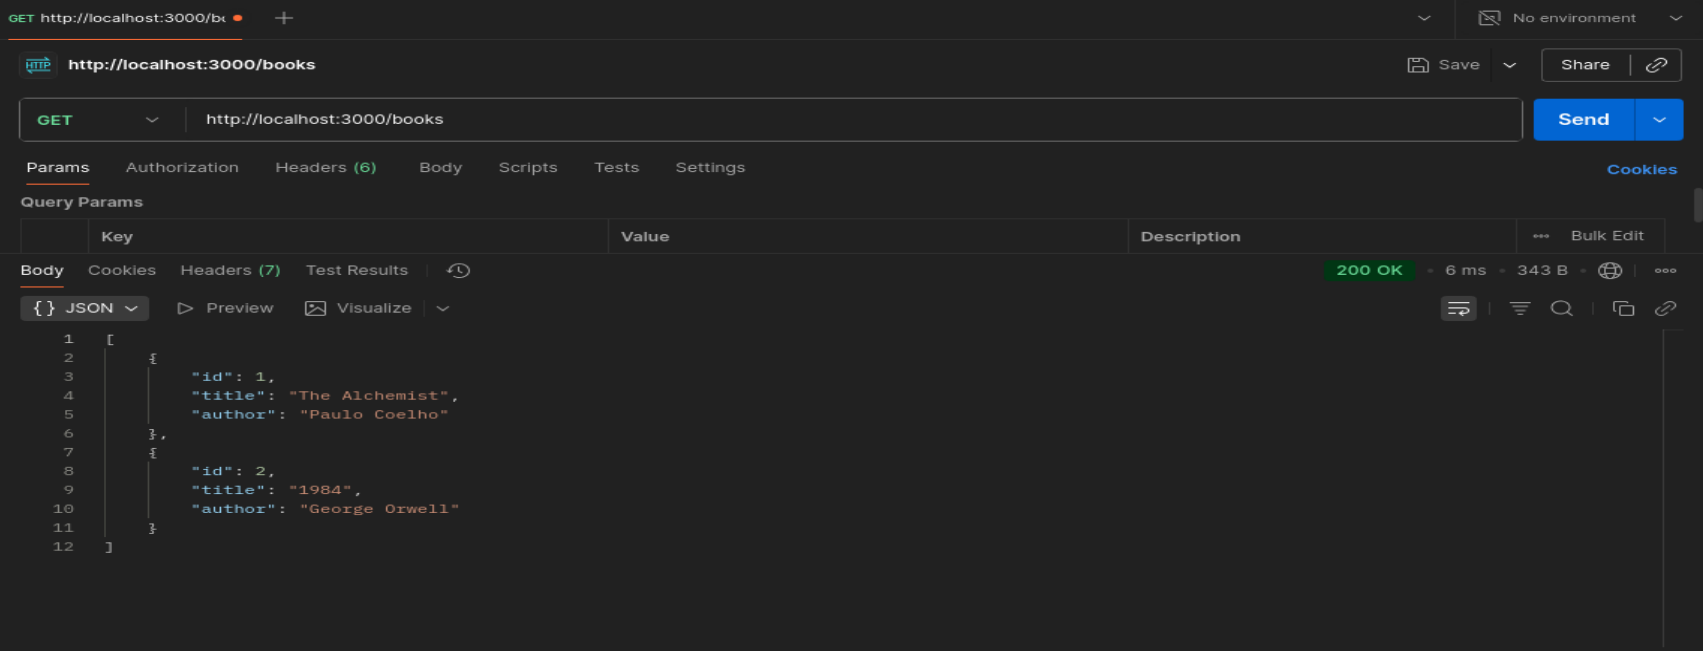 GET http://localhost:3000/b
No environment
HTTP http://localhost:3000/books
Save Share
GET http://localhost:3000/books Send
Params Authorization Headers (6) Body Scripts Tests Settings Cookies
Query Params
Key Value Description Bulk Edit
Body Cookies Headers (7) Test Results 200 OK 6 ms 343 B
{} JSON Preview Visualize
1 [
2 {
3 "id": 1,
4 "title": "The Alchemist",
5 "author": "Paulo Coelho"
6 },
7 {
8 "id": 2,
9 "title": "1984",
10 "author": "George Orwell"
11 }
12 ]